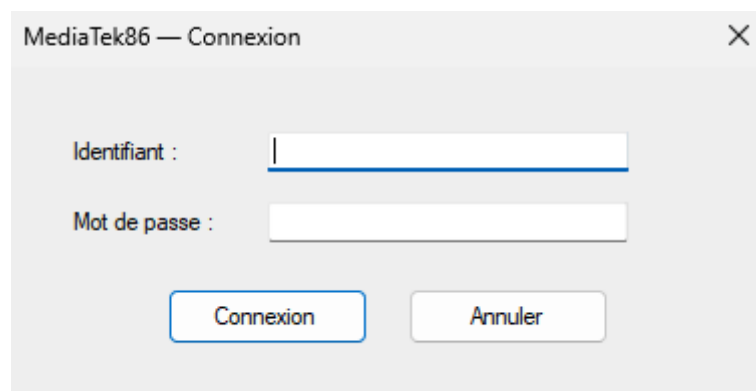 MediaTek86 — Connexion
Identifiant :
Mot de passe :
Connexion Annuler